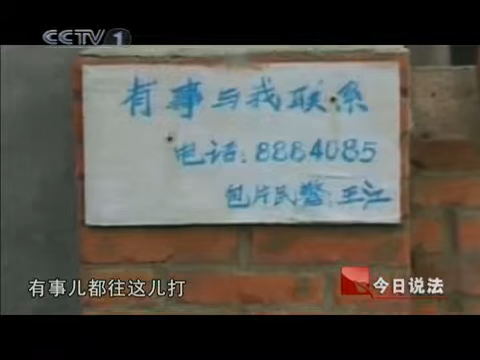 CCTV 1
有事与我联系
电话:8884085
包片民警:王江
有事儿都往这儿打
今日说法